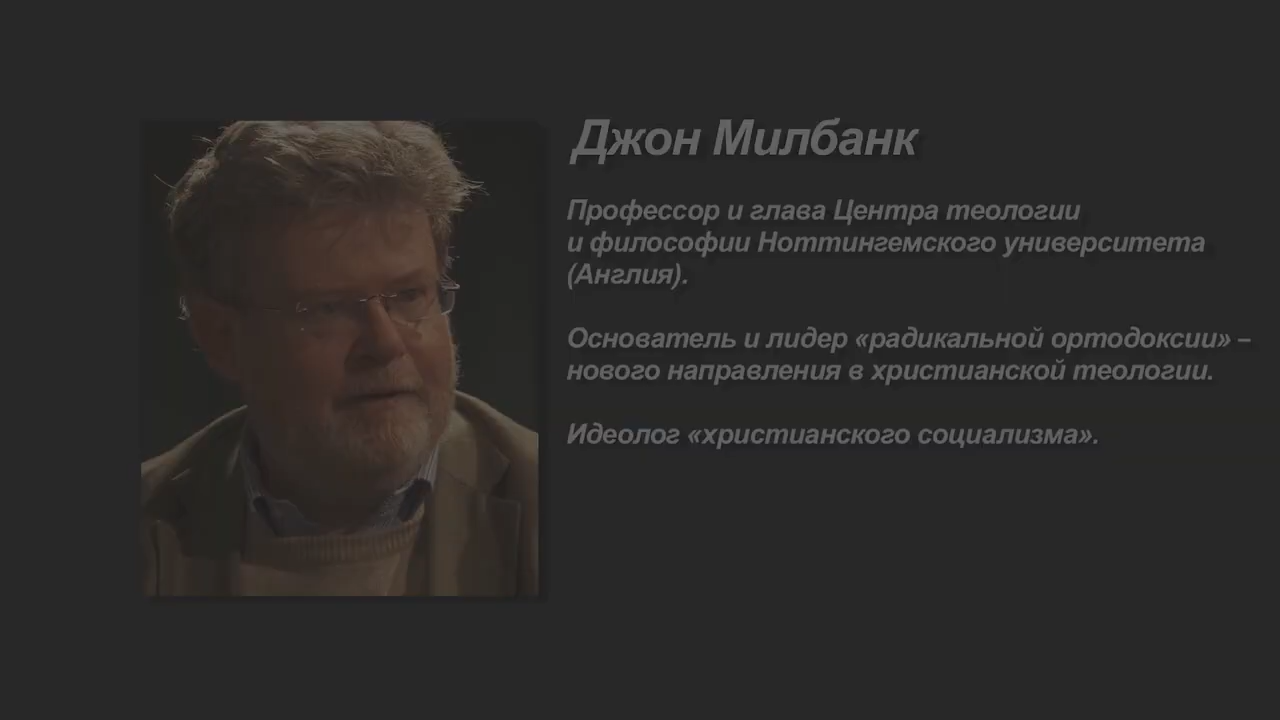 Джон Милбанк
Профессор и глава Центра теологии
и философии Ноттингемского университета
(Англия).
Основатель и лидер «радикальной ортодоксии» –
нового направления в христианской теологии.
Идеолог «христианского социализма».